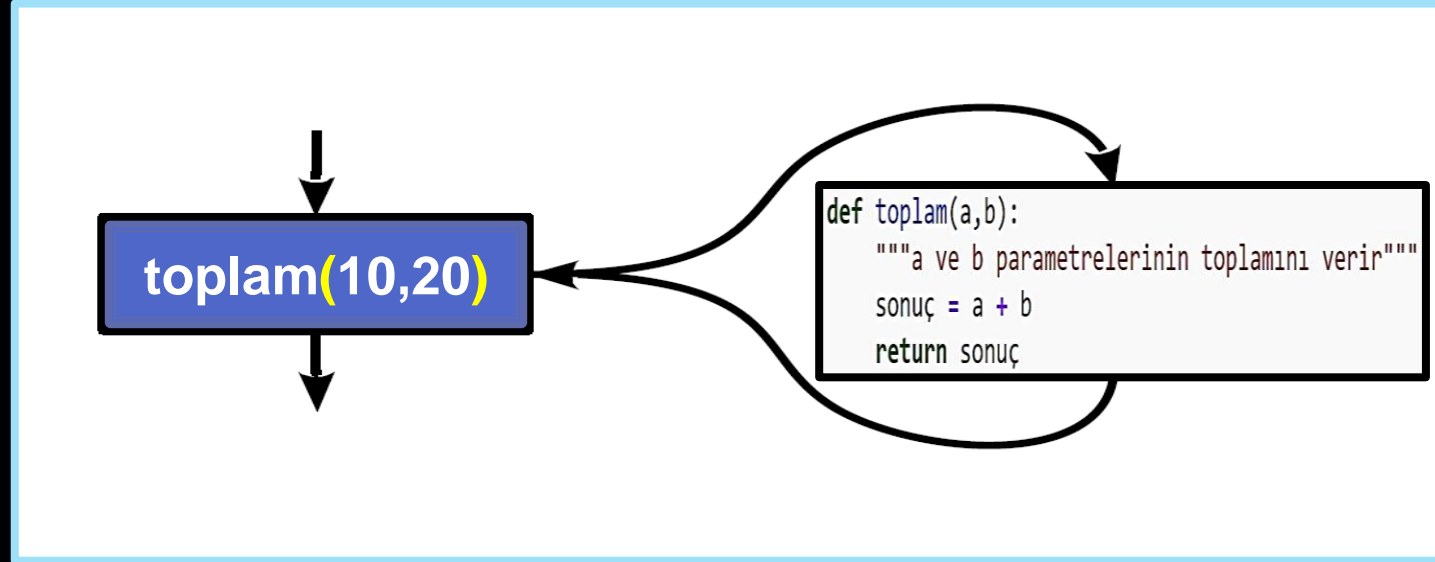 toplam(10,20)
def toplam(a,b):
    """a ve b parametrelerinin toplamını verir"""
    sonuç = a + b
    return sonuç